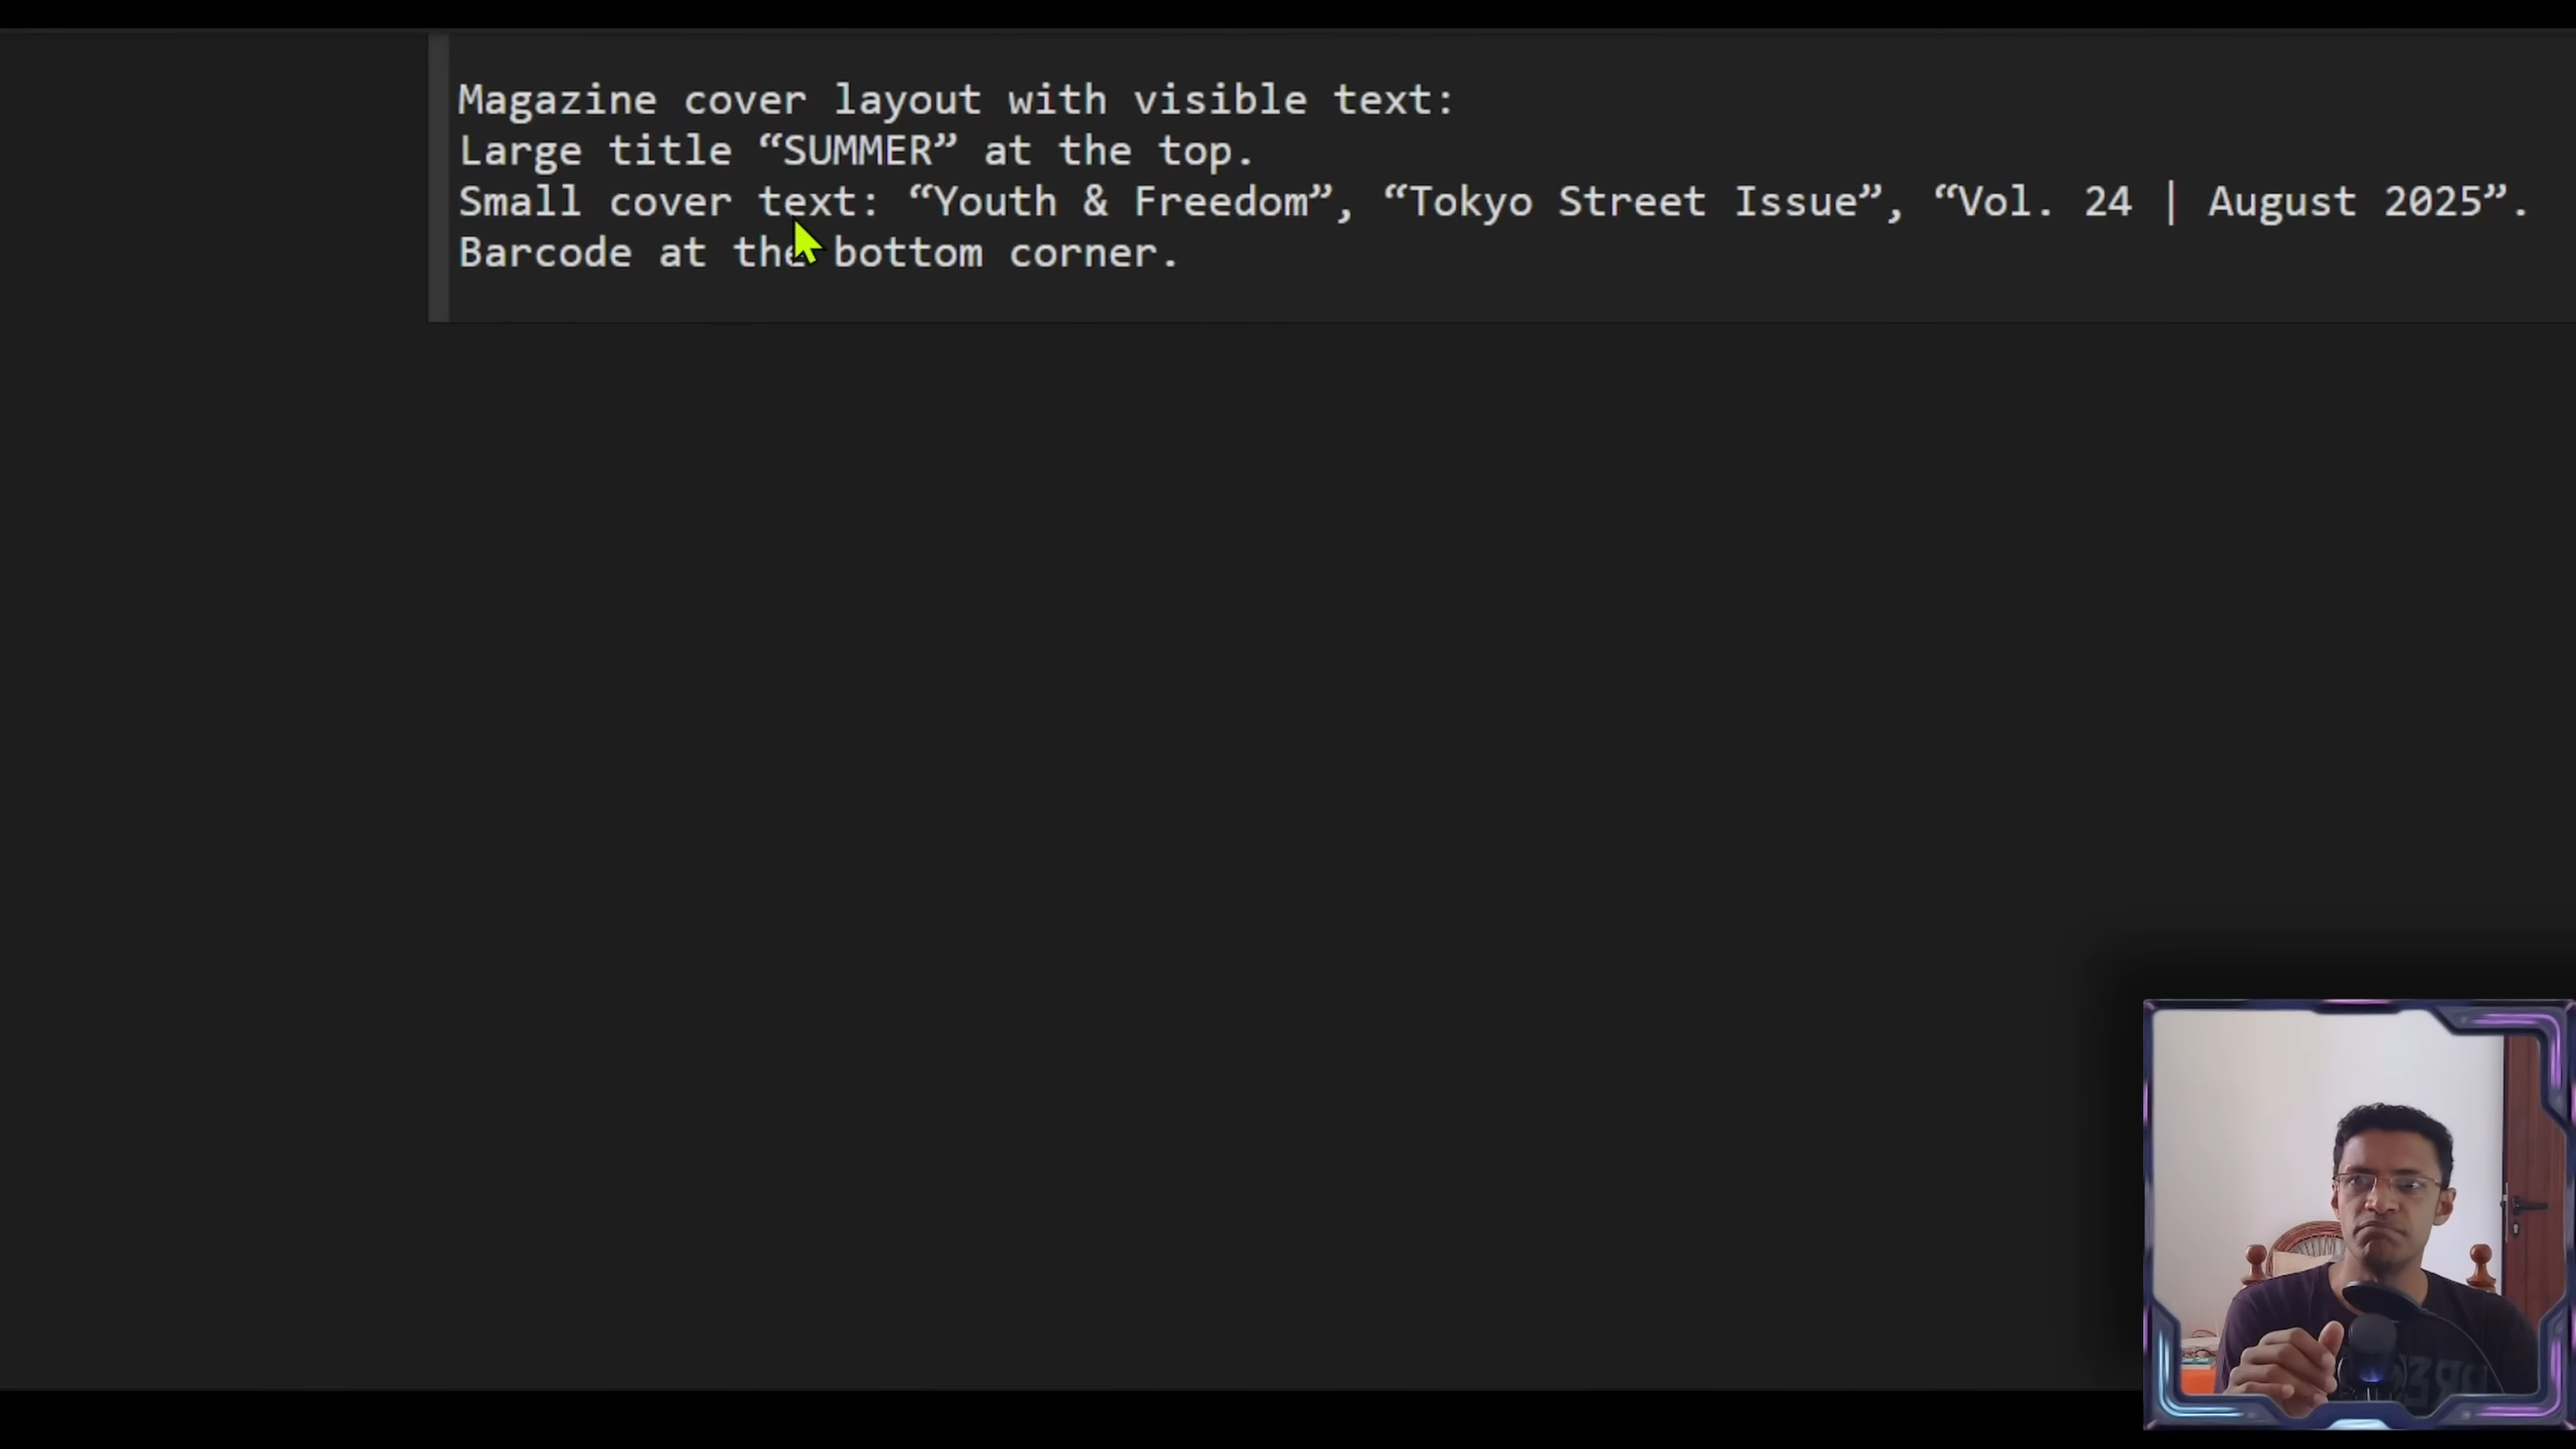 Magazine cover layout with visible text:
Large title “SUMMER” at the top.
Small cover text: “Youth & Freedom”, “Tokyo Street Issue”, “Vol. 24 | August 2025”.
Barcode at the bottom corner.